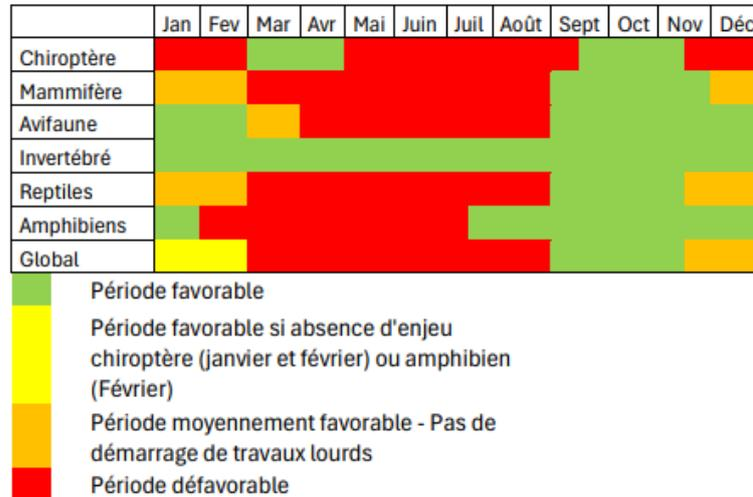 Jan Fev Mar Avr Mai Juin Juil Août Sept Oct Nov Déc
Chiroptère
Mammifère
Avifaune
Invertébré
Reptiles
Amphibiens
Global
Période favorable
Période favorable si absence d'enjeu
chiroptère (janvier et février) ou amphibien
(Février)
Période moyennement favorable - Pas de
démarrage de travaux lourds
Période défavorable